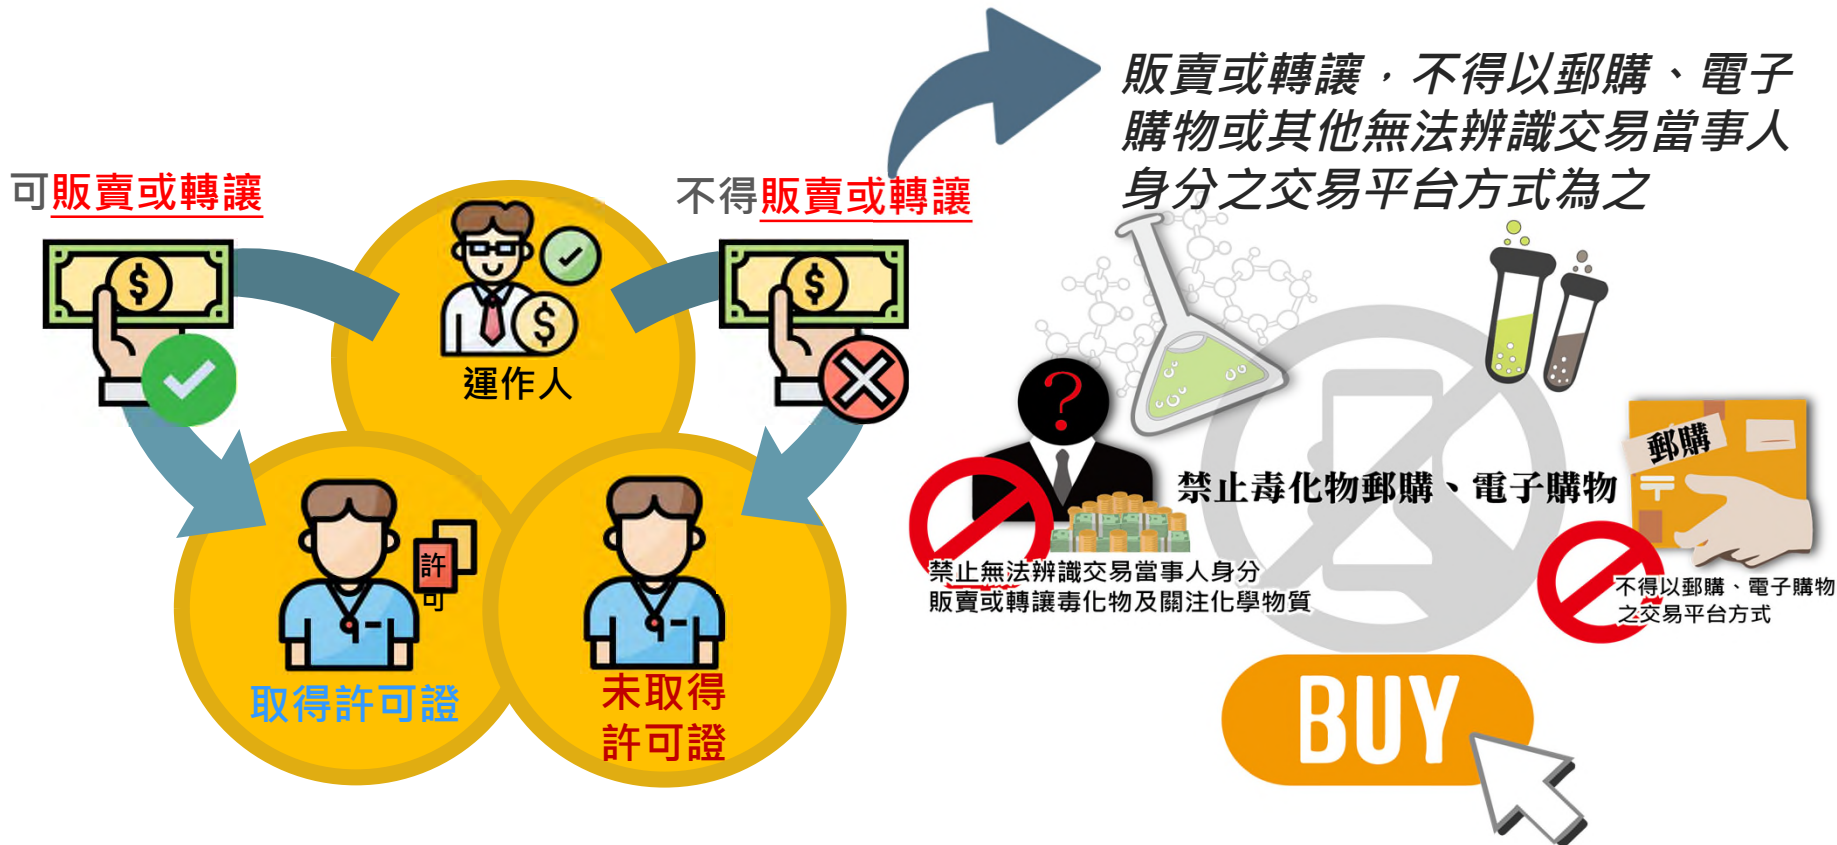 可販賣或轉讓
不得販賣或轉讓
運作人
許
可
取得許可證
未取得
許可證
販賣或轉讓，不得以郵購、電子
購物或其他無法辨識交易當事人
身分之交易平台方式為之
?
郵購
〒
禁止毒化物郵購、電子購物
禁止無法辨識交易當事人身分
販賣或轉讓毒化物及關注化學物質
不得以郵購、電子購物
之交易平台方式
BUY